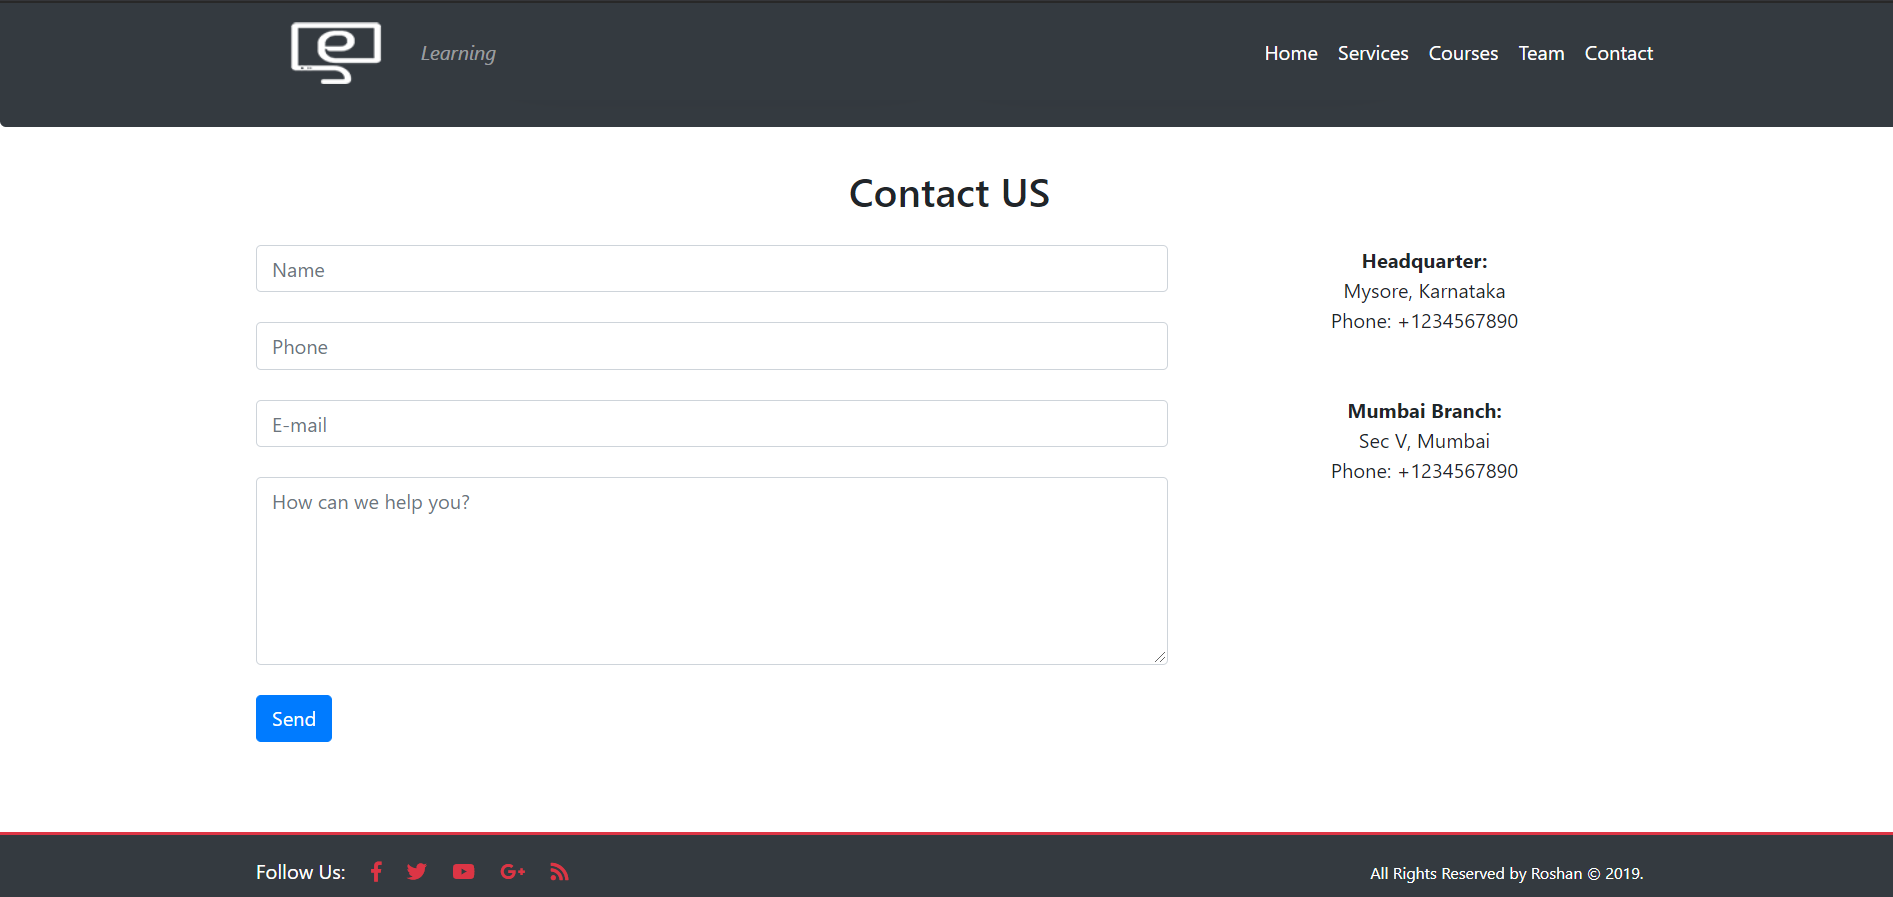 e Learning
Home Services Courses Team Contact
Contact US
Name
Phone
E-mail
How can we help you?
Send
Headquarter:
Mysore, Karnataka
Phone: +1234567890
Mumbai Branch:
Sec V, Mumbai
Phone: +1234567890
Follow Us:
All Rights Reserved by Roshan © 2019.